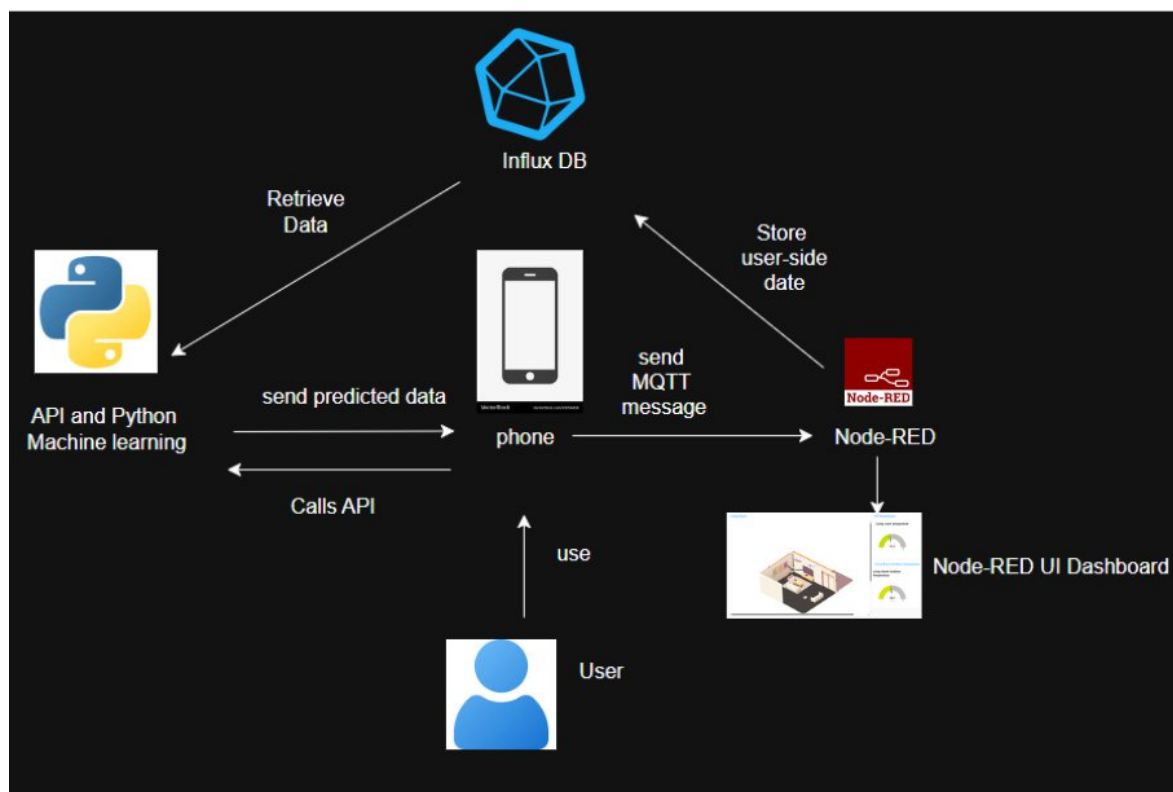 Influx DB
Retrieve
Data
Store
user-side
date
send
MQTT
message
Node-RED
send predicted data
API and Python
Machine learning
VectorStock
phone
Node-RED
Calls API
use
Node-RED UI Dashboard
User